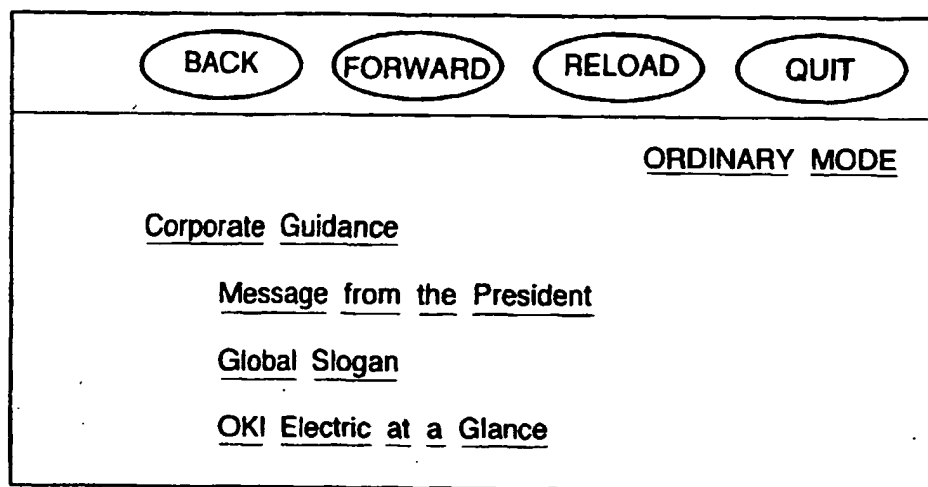 BACK FORWARD RELOAD QUIT
ORDINARY MODE
Corporate Guidance
Message from the President
Global Slogan
OKI Electric at a Glance